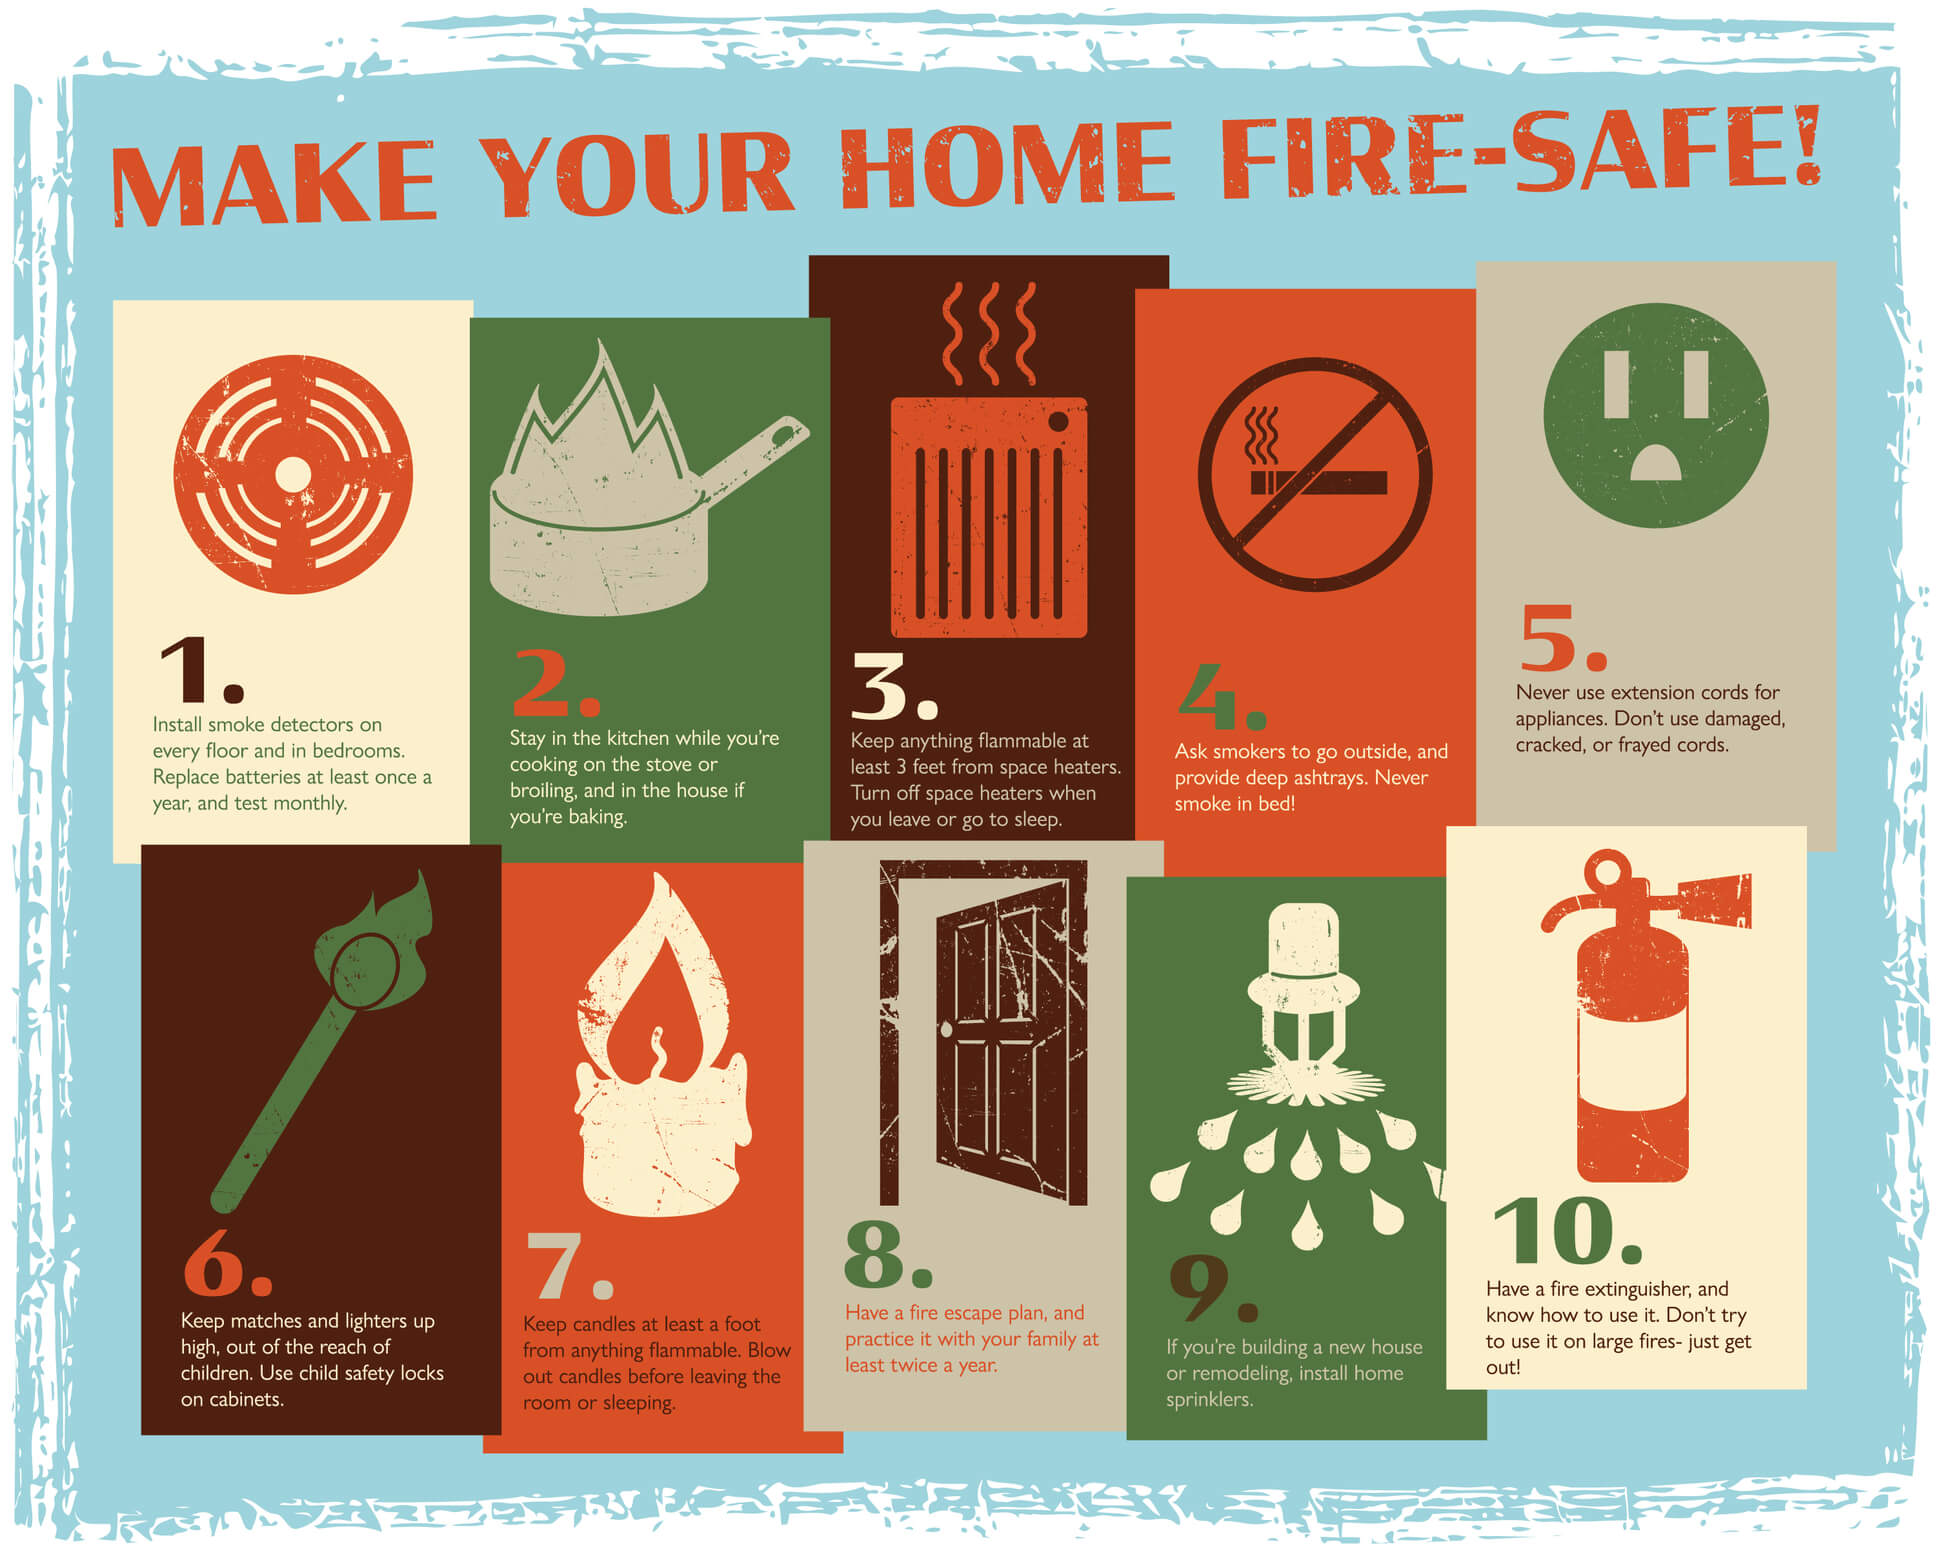 MAKE YOUR HOME FIRE-SAFE!
1.
Install smoke detectors on
every floor and in bedrooms.
Replace batteries at least once a
year, and test monthly.
2.
Stay in the kitchen while you're
cooking on the stove or
broiling, and in the house if
you're baking.
3.
Keep anything flammable at
least 3 feet from space heaters.
Turn off space heaters when
you leave or go to sleep.
4.
Ask smokers to go outside, and
provide deep ashtrays. Never
smoke in bed!
5.
Never use extension cords for
appliances. Don't use damaged,
cracked, or frayed cords.
6.
Keep matches and lighters up
high, out of the reach of
children. Use child safety locks
on cabinets.
7.
Keep candles at least a foot
from anything flammable. Blow
out candles before leaving the
room or sleeping.
8.
Have a fire escape plan, and
practice it with your family at
least twice a year.
9.
If you're building a new house
or remodeling, install home
sprinklers.
10.
Have a fire extinguisher, and
know how to use it. Don't try
to use it on large fires- just get
out!